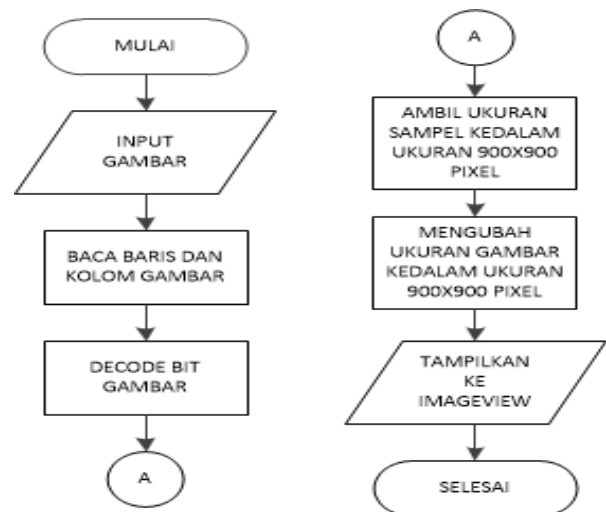 MULAI
INPUT
GAMBAR
BACA BARIS DAN
KOLOM GAMBAR
DECODE BIT
GAMBAR
A
A
AMBIL UKURAN
SAMPEL KEDALAM
UKURAN 900X900
PIXEL
MENGUBAH
UKURAN GAMBAR
KEDALAM UKURAN
900X900 PIXEL
TAMPILKAN
KE
IMAGEVIEW
SELESAI